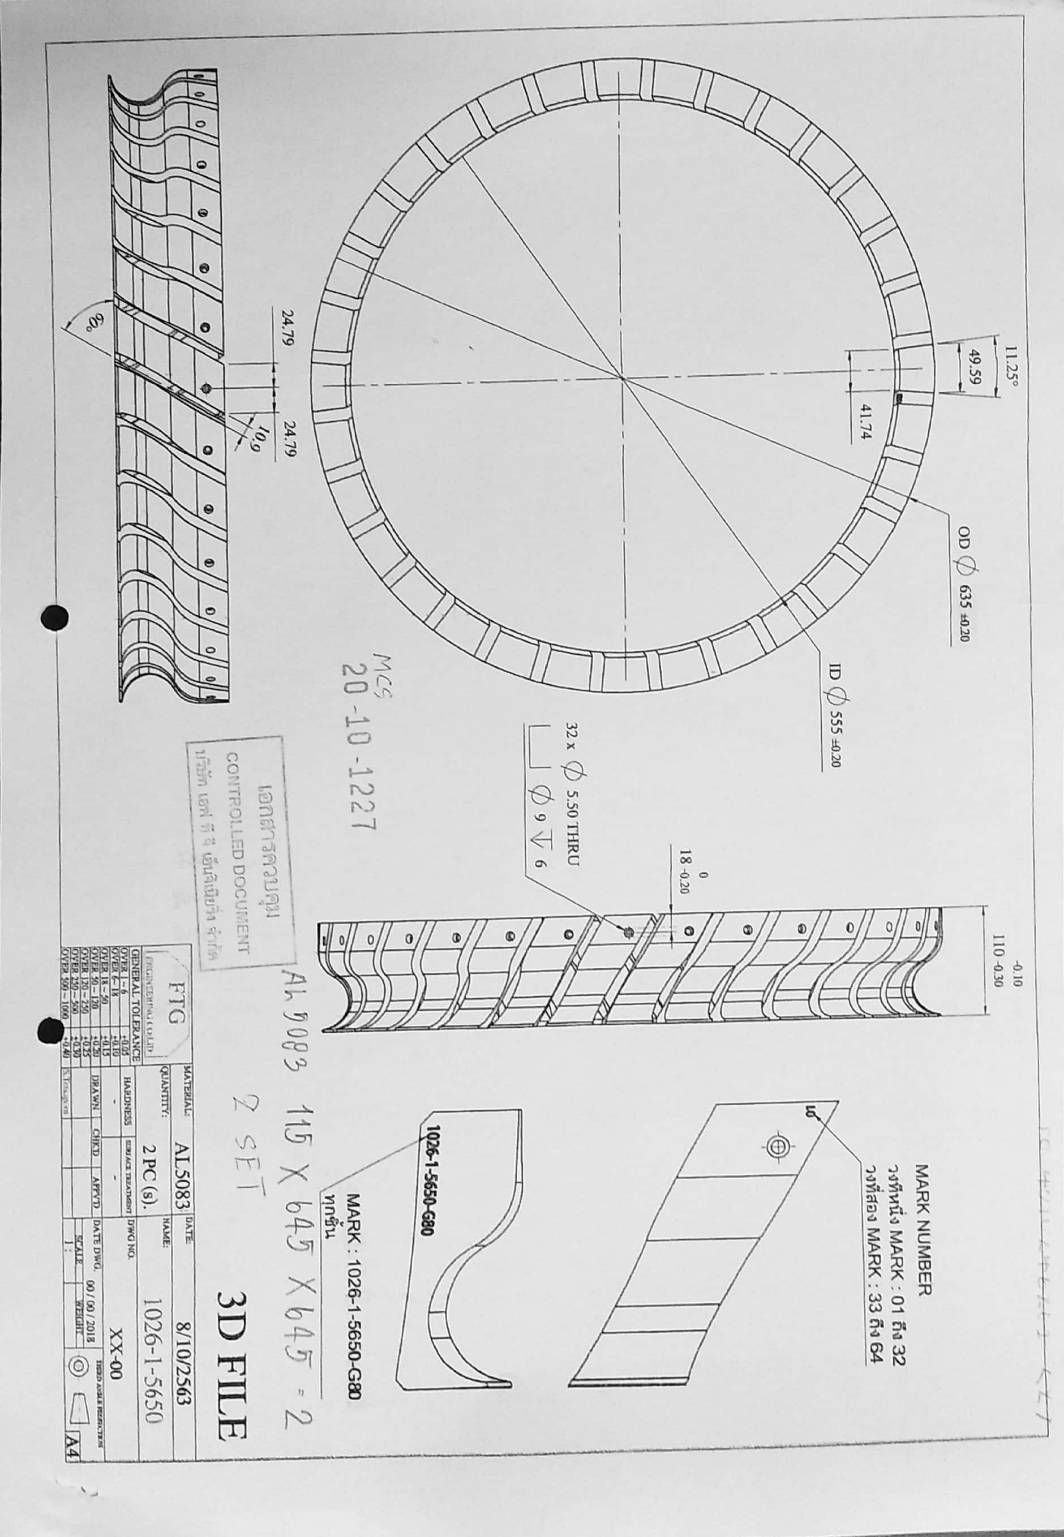 11.25°
49.59
OD ∅ 635 ±0.20
41.74
ID ∅ 555 ±0.20
-0.10
110 -0.30
MARK NUMBER
วงที่หนึ่ง MARK : 01 ถึง 32
วงที่สอง MARK : 33 ถึง 64
01
0
18 -0.20
32 x ∅ 5.50 THRU
⌴ ∅ 9 ↧ 6
1026-1-5650-G80
MARK : 1026-1-5650-G80
ทุกชิ้น
MCS
20-10-1227
AL 5083 115 X 645 X 645 = 2
2 SET
24.79
24.79
10.9
60°
เอกสารควบคุม
CONTROLLED DOCUMENT
บริษัท เอฟ ที จี เอ็นจิเนียริ่ง จำกัด
3D FILE
FTG
ENGINEERING CO.,LTD
MATERIAL: AL5083
DATE: 8/10/2563
QUANTITY: 2 PC (s).
NAME: 1026-1-5650
GENERAL TOLERANCE
OVER 1~6 ±0.05
OVER 6~18 ±0.10
OVER 18~50 ±0.15
OVER 50~120 ±0.20
OVER 120~250 ±0.25
OVER 250~500 ±0.30
OVER 500~1000 ±0.40
HARDNESS
-
SURFACE TREATMENT
-
DWG NO.
XX-00
DRAWN CHK'D APPV'D
DATE DWG. 00/00/2018
THIRD ANGLE PROJECTION
SCALE
1 :
WEIGHT
A4